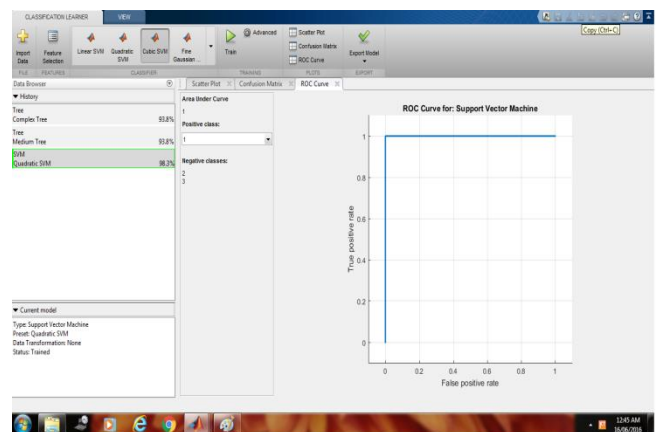 CLASSIFICATION LEARNER
VIEW
Copy (Ctrl+C)
Import Data
Feature Selection
Linear SVM
Quadratic SVM
Cubic SVM
Fine Gaussian...
Train
Advanced
Scatter Plot
Confusion Matrix
ROC Curve
Export Model
FILE
FEATURES
CLASSIFIER
TRAINING
PLOTS
EXPORT
Data Browser
Scatter Plot
Confusion Matrix
ROC Curve
History
Tree
Complex Tree 93.8%
Tree
Medium Tree 93.8%
SVM
Quadratic SVM 98.3%
Current model
Type: Support Vector Machine
Preset: Quadratic SVM
Data Transformation: None
Status: Trained
Area Under Curve
1
Positive class:
1
Negative classes:
2
3
ROC Curve for: Support Vector Machine
1
0.8
0.6
0.4
0.2
0
True positive rate
0 0.2 0.4 0.6 0.8 1
False positive rate
12:45 AM
16/06/2016